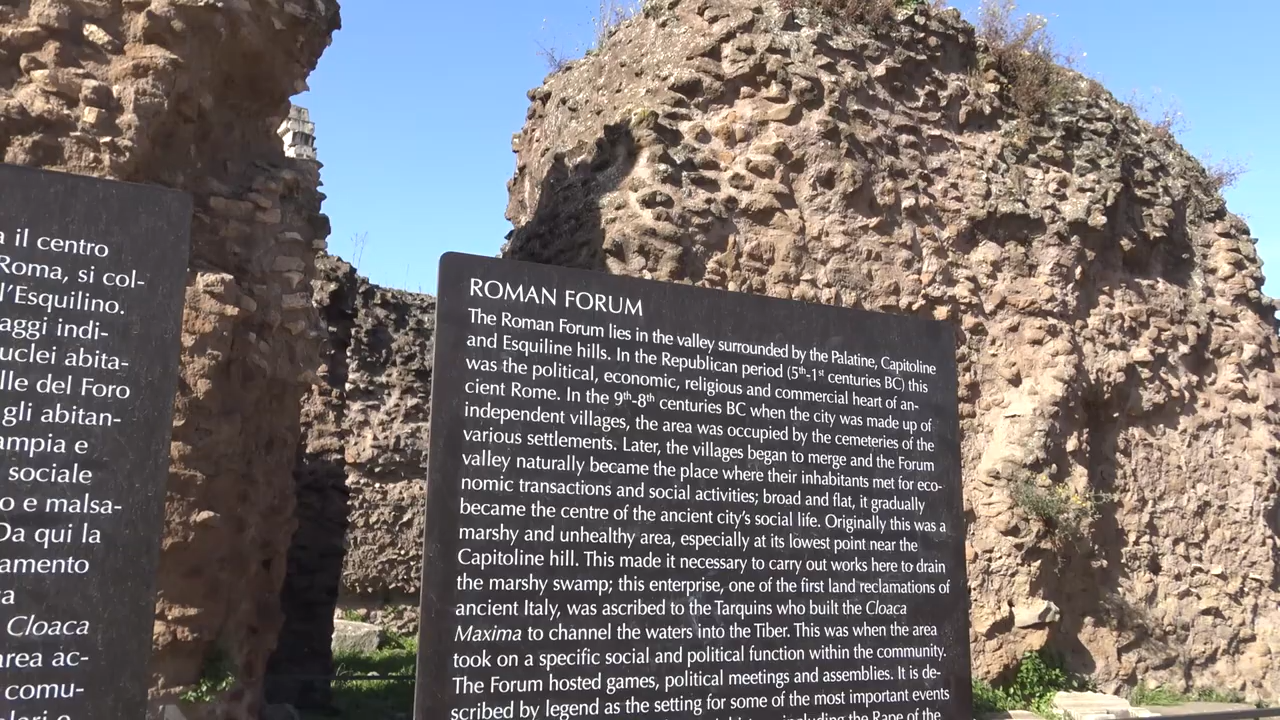 a il centro
Roma, si col-
l'Esquilino.
aggi indi-
uclei abita-
lle del Foro
gli abitan-
ampia e
sociale
o e malsa-
Da qui la
amento
ca
Cloaca
area ac-
comu-
ROMAN FORUM
The Roman Forum lies in the valley surrounded by the Palatine, Capitoline
and Esquiline hills. In the Republican period (5th-1st centuries BC) this
was the political, economic, religious and commercial heart of an-
cient Rome. In the 9th-8th centuries BC when the city was made up of
independent villages, the area was occupied by the cemeteries of the
various settlements. Later, the villages began to merge and the Forum
valley naturally became the place where their inhabitants met for eco-
nomic transactions and social activities; broad and flat, it gradually
became the centre of the ancient city's social life. Originally this was a
marshy and unhealthy area, especially at its lowest point near the
Capitoline hill. This made it necessary to carry out works here to drain
the marshy swamp; this enterprise, one of the first land reclamations of
ancient Italy, was ascribed to the Tarquins who built the Cloaca
Maxima to channel the waters into the Tiber. This was when the area
took on a specific social and political function within the community.
The Forum hosted games, political meetings and assemblies. It is de-
scribed by legend as the setting for some of the most important events
including the Rape of the